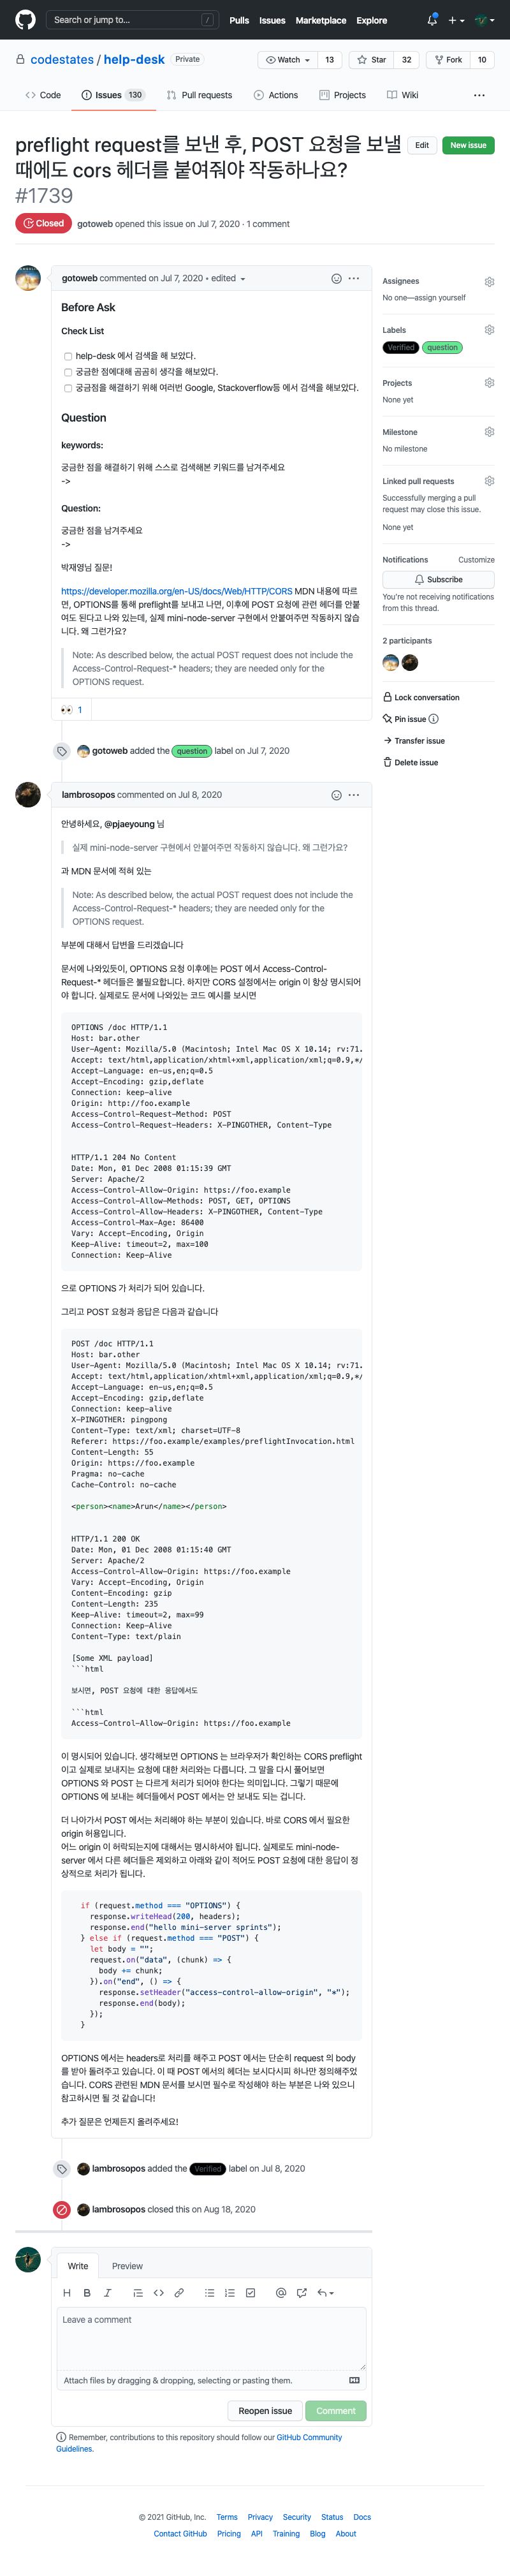 Search or jump to... /
Pulls Issues Marketplace Explore
codestates / help-desk Private
Watch 13 Star 32 Fork 10
Code Issues 130 Pull requests Actions Projects Wiki ...
preflight request를 보낸 후, POST 요청을 보낼
때에도 cors 헤더를 붙여줘야 작동하나요?
#1739
Edit New issue
Closed gotoweb opened this issue on Jul 7, 2020 · 1 comment
gotoweb commented on Jul 7, 2020 • edited
Before Ask
Check List
help-desk 에서 검색을 해 보았다.
궁금한 점에대해 곰곰히 생각을 해보았다.
궁금점을 해결하기 위해 여러번 Google, Stackoverflow등 에서 검색을 해보았다.
Question
keywords:
궁금한 점을 해결하기 위해 스스로 검색해본 키워드를 남겨주세요
->
Question:
궁금한 점을 남겨주세요
->
박재영님 질문!
https://developer.mozilla.org/en-US/docs/Web/HTTP/CORS MDN 내용에 따르
면, OPTIONS를 통해 preflight를 보내고 나면, 이후에 POST 요청에 관련 헤더를 안붙
여도 된다고 나와 있는데, 실제 mini-node-server 구현에서 안붙여주면 작동하지 않습
니다. 왜 그런가요?
Note: As described below, the actual POST request does not include the
Access-Control-Request-* headers; they are needed only for the
OPTIONS request.
👀 1
gotoweb added the question label on Jul 7, 2020
lambrosopos commented on Jul 8, 2020
안녕하세요, @pjaeyoung 님
실제 mini-node-server 구현에서 안붙여주면 작동하지 않습니다. 왜 그런가요?
과 MDN 문서에 적혀 있는
Note: As described below, the actual POST request does not include the
Access-Control-Request-* headers; they are needed only for the
OPTIONS request.
부분에 대해서 답변을 드리겠습니다
문서에 나와있듯이, OPTIONS 요청 이후에는 POST 에서 Access-Control-
Request-* 헤더들은 불필요합니다. 하지만 CORS 설정에서는 origin 이 항상 명시되어
야 합니다. 실제로도 문서에 나와있는 코드 예시를 보시면
OPTIONS /doc HTTP/1.1
Host: bar.other
User-Agent: Mozilla/5.0 (Macintosh; Intel Mac OS X 10.14; rv:71.
Accept: text/html,application/xhtml+xml,application/xml;q=0.9,*/
Accept-Language: en-us,en;q=0.5
Accept-Encoding: gzip,deflate
Connection: keep-alive
Origin: http://foo.example
Access-Control-Request-Method: POST
Access-Control-Request-Headers: X-PINGOTHER, Content-Type
HTTP/1.1 204 No Content
Date: Mon, 01 Dec 2008 01:15:39 GMT
Server: Apache/2
Access-Control-Allow-Origin: https://foo.example
Access-Control-Allow-Methods: POST, GET, OPTIONS
Access-Control-Allow-Headers: X-PINGOTHER, Content-Type
Access-Control-Max-Age: 86400
Vary: Accept-Encoding, Origin
Keep-Alive: timeout=2, max=100
Connection: Keep-Alive
으로 OPTIONS 가 처리가 되어 있습니다.
그리고 POST 요청과 응답은 다음과 같습니다
POST /doc HTTP/1.1
Host: bar.other
User-Agent: Mozilla/5.0 (Macintosh; Intel Mac OS X 10.14; rv:71.
Accept: text/html,application/xhtml+xml,application/xml;q=0.9,*/
Accept-Language: en-us,en;q=0.5
Accept-Encoding: gzip,deflate
Connection: keep-alive
X-PINGOTHER: pingpong
Content-Type: text/xml; charset=UTF-8
Referer: https://foo.example/examples/preflightInvocation.html
Content-Length: 55
Origin: https://foo.example
Pragma: no-cache
Cache-Control: no-cache
<person><name>Arun</name></person>
HTTP/1.1 200 OK
Date: Mon, 01 Dec 2008 01:15:40 GMT
Server: Apache/2
Access-Control-Allow-Origin: https://foo.example
Vary: Accept-Encoding, Origin
Content-Encoding: gzip
Content-Length: 235
Keep-Alive: timeout=2, max=99
Connection: Keep-Alive
Content-Type: text/plain
[Some XML payload]
```html
보시면, POST 요청에 대한 응답에서도
```html
Access-Control-Allow-Origin: https://foo.example
이 명시되어 있습니다. 생각해보면 OPTIONS 는 브라우저가 확인하는 CORS preflight
이고 실제로 보내지는 요청에 대한 처리와는 다릅니다. 그 말을 다시 풀어보면
OPTIONS 와 POST 는 다르게 처리가 되어야 한다는 의미입니다. 그렇기 때문에
OPTIONS 에 보내는 헤더들에서 POST 에서는 안 보내도 되는 겁니다.
더 나아가서 POST 에서는 처리해야 하는 부분이 있습니다. 바로 CORS 에서 필요한
origin 허용입니다.
어느 origin 이 허락되는지에 대해서는 명시하셔야 됩니다. 실제로도 mini-node-
server 에서 다른 헤더들은 제외하고 아래와 같이 적어도 POST 요청에 대한 응답이 정
상적으로 처리가 됩니다.
if (request.method === "OPTIONS") {
response.writeHead(200, headers);
response.end("hello mini-server sprints");
} else if (request.method === "POST") {
let body = "";
request.on("data", (chunk) => {
body += chunk;
}).on("end", () => {
response.setHeader("access-control-allow-origin", "*");
response.end(body);
});
}
OPTIONS 에서는 headers로 처리를 해주고 POST 에서는 단순히 request 의 body
를 받아 돌려주고 있습니다. 이 때 POST 에서의 헤더는 보시다시피 하나만 정의해주었
습니다. CORS 관련된 MDN 문서를 보시면 필수로 작성해야 하는 부분은 나와 있으니
참고하시면 될 것 같습니다!
추가 질문은 언제든지 올려주세요!
lambrosopos added the Verified label on Jul 8, 2020
lambrosopos closed this on Aug 18, 2020
Write Preview
Leave a comment
Attach files by dragging & dropping, selecting or pasting them.
Reopen issue Comment
Remember, contributions to this repository should follow our GitHub Community
Guidelines.
Assignees
No one—assign yourself
Labels
Verified question
Projects
None yet
Milestone
No milestone
Linked pull requests
Successfully merging a pull
request may close this issue.
None yet
Notifications Customize
Subscribe
You're not receiving notifications
from this thread.
2 participants
Lock conversation
Pin issue
Transfer issue
Delete issue
© 2021 GitHub, Inc. Terms Privacy Security Status Docs
Contact GitHub Pricing API Training Blog About